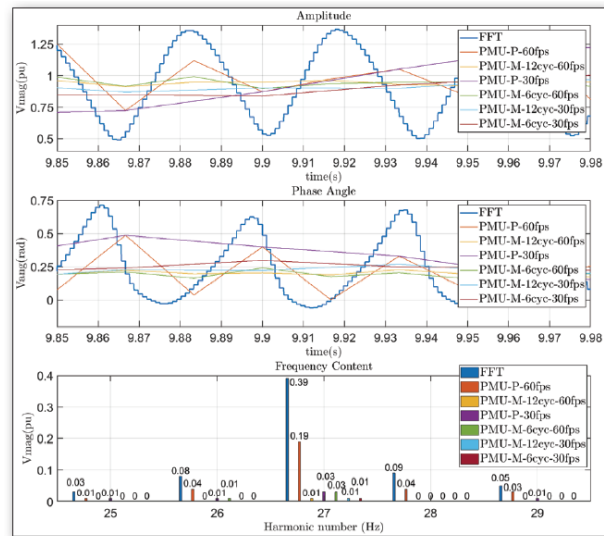 Amplitude
Vmag(pu)
1.25
1
0.75
0.5
9.85 9.86 9.87 9.88 9.89 9.9 9.91 9.92 9.93 9.94 9.95 9.96 9.97 9.98
time(s)
FFT
PMU-P-60fps
PMU-M-12cyc-60fps
PMU-P-30fps
PMU-M-6cyc-60fps
PMU-M-12cyc-30fps
PMU-M-6cyc-30fps
Phase Angle
Vang(rad)
0.75
0.5
0.25
0
9.85 9.86 9.87 9.88 9.89 9.9 9.91 9.92 9.93 9.94 9.95 9.96 9.97 9.98
time(s)
FFT
PMU-P-60fps
PMU-M-12cyc-60fps
PMU-P-30fps
PMU-M-6cyc-60fps
PMU-M-12cyc-30fps
PMU-M-6cyc-30fps
Frequency Content
Vmag(pu)
0.4
0.3
0.2
0.1
0
0.03 0.01 0 0.01 0 0 0
0.08 0.04 0 0.01 0.01 0 0
0.39 0.19 0.01 0.03 0.03 0.01 0.01
0.09 0.04 0 0 0 0 0
0.05 0.03 0 0.01 0 0 0
25 26 27 28 29
Harmonic number (Hz)
FFT
PMU-P-60fps
PMU-M-12cyc-60fps
PMU-P-30fps
PMU-M-6cyc-60fps
PMU-M-12cyc-30fps
PMU-M-6cyc-30fps